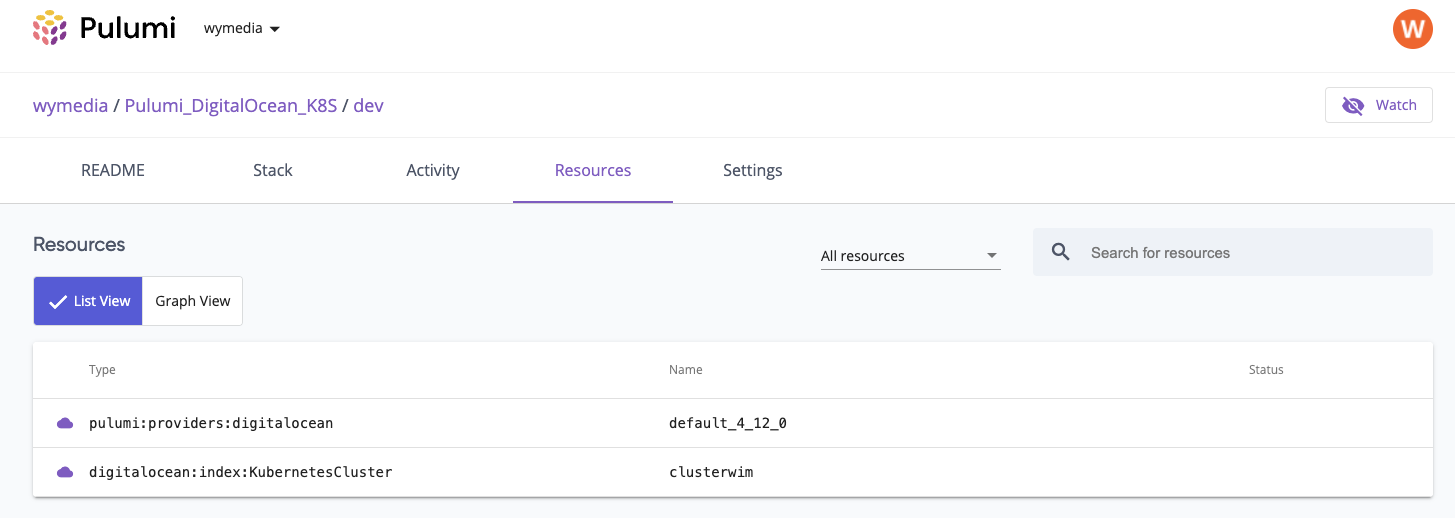 Pulumi wymedia
W
wymedia / Pulumi_DigitalOcean_K8S / dev
Watch
README Stack Activity Resources Settings
Resources
All resources
Search for resources
List View Graph View
Type Name Status
pulumi:providers:digitalocean default_4_12_0
digitalocean:index:KubernetesCluster clusterwim